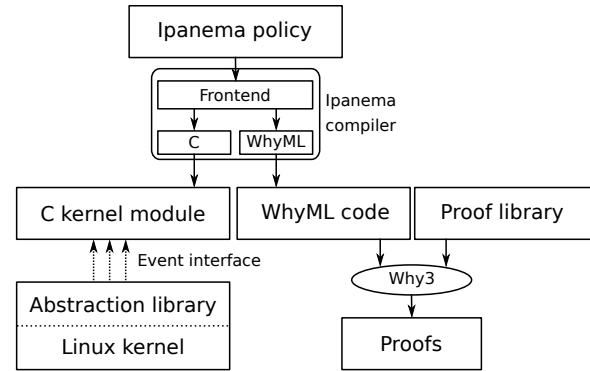 Ipanema policy
Frontend
Ipanema
compiler
C
WhyML
C kernel module
WhyML code
Proof library
Event interface
Why3
Abstraction library
Linux kernel
Proofs